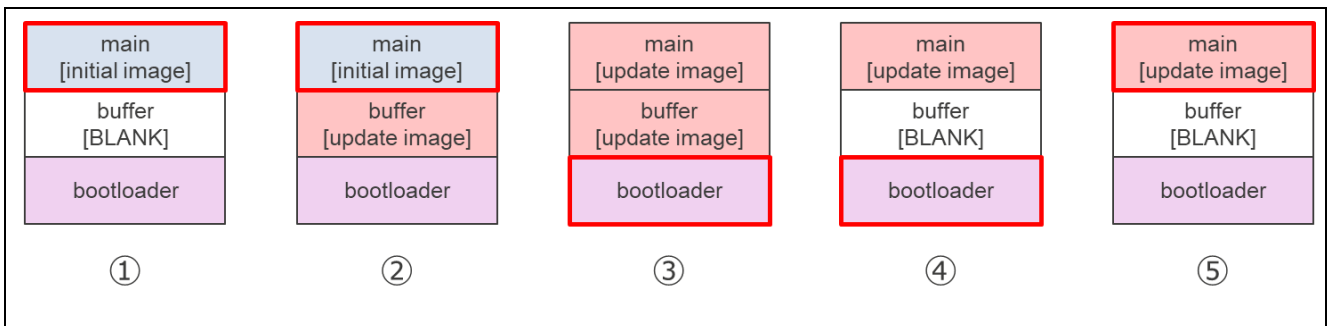 main
[initial image]
buffer
[BLANK]
bootloader
①
main
[initial image]
buffer
[update image]
bootloader
②
main
[update image]
buffer
[update image]
bootloader
③
main
[update image]
buffer
[BLANK]
bootloader
④
main
[update image]
buffer
[BLANK]
bootloader
⑤